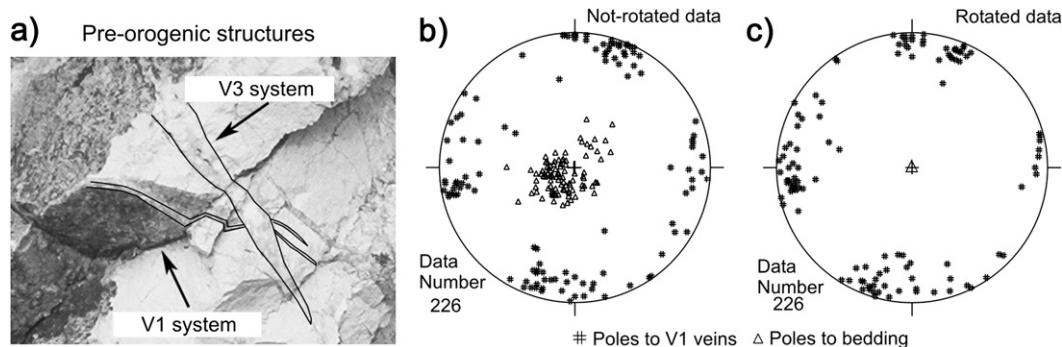 a)
Pre-orogenic structures
V3 system
V1 system
b)
Not-rotated data
Data
Number
226
c)
Rotated data
Data
Number
226
# Poles to V1 veins △ Poles to bedding